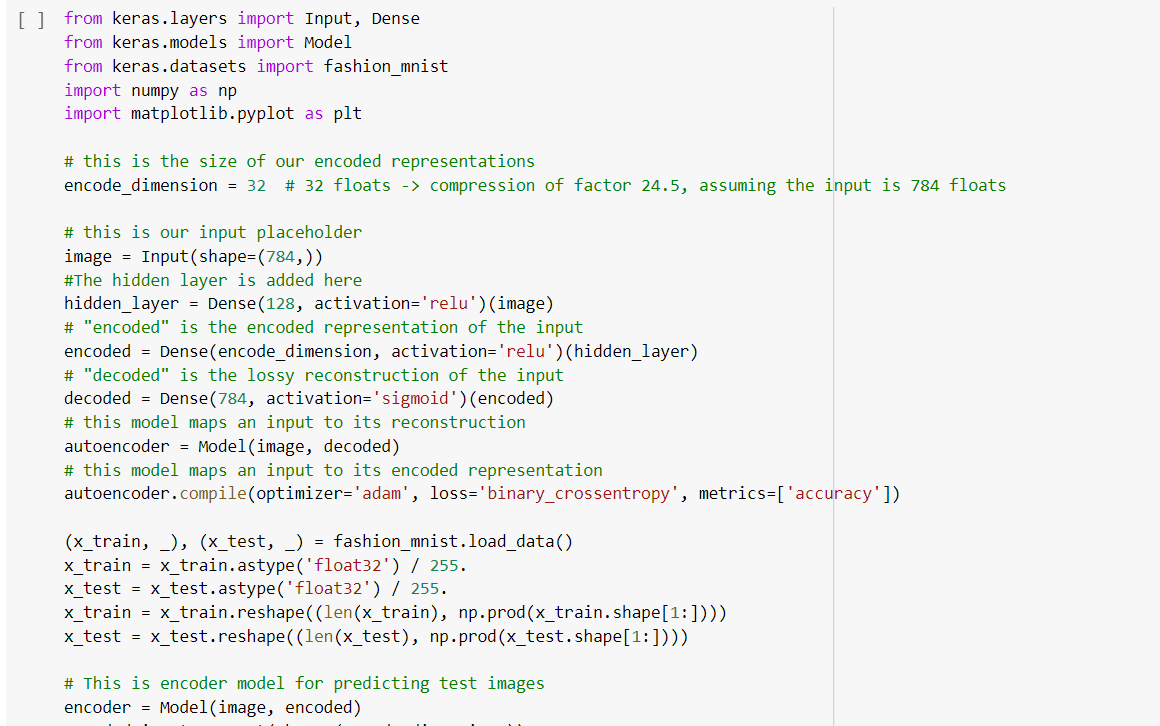 [ ] from keras.layers import Input, Dense
from keras.models import Model
from keras.datasets import fashion_mnist
import numpy as np
import matplotlib.pyplot as plt
# this is the size of our encoded representations
encode_dimension = 32  # 32 floats -> compression of factor 24.5, assuming the input is 784 floats
# this is our input placeholder
image = Input(shape=(784,))
#The hidden layer is added here
hidden_layer = Dense(128, activation='relu')(image)
# "encoded" is the encoded representation of the input
encoded = Dense(encode_dimension, activation='relu')(hidden_layer)
# "decoded" is the lossy reconstruction of the input
decoded = Dense(784, activation='sigmoid')(encoded)
# this model maps an input to its reconstruction
autoencoder = Model(image, decoded)
# this model maps an input to its encoded representation
autoencoder.compile(optimizer='adam', loss='binary_crossentropy', metrics=['accuracy'])
(x_train, _), (x_test, _) = fashion_mnist.load_data()
x_train = x_train.astype('float32') / 255.
x_test = x_test.astype('float32') / 255.
x_train = x_train.reshape((len(x_train), np.prod(x_train.shape[1:])))
x_test = x_test.reshape((len(x_test), np.prod(x_test.shape[1:])))
# This is encoder model for predicting test images
encoder = Model(image, encoded)